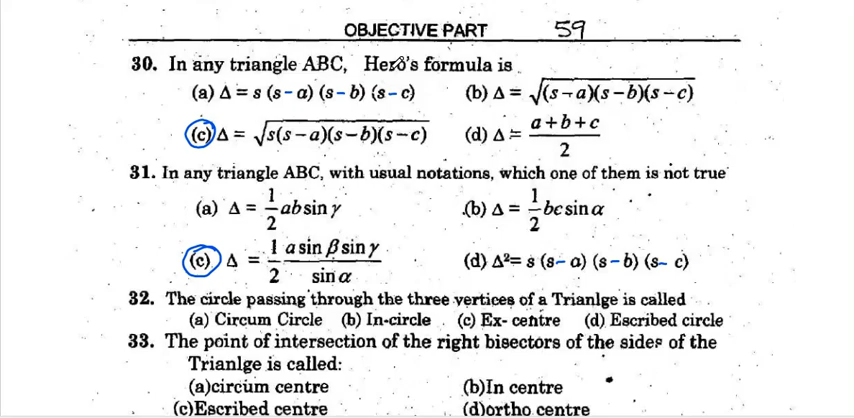 OBJECTIVE PART 59
30. In any triangle ABC, Hero's formula is
(a) Δ = s (s-a) (s-b) (s-c) (b) Δ = √(s-a)(s-b)(s-c)
(c) Δ = √s(s-a)(s-b)(s-c) (d) Δ = a+b+c/2
31. In any triangle ABC, with usual notations, which one of them is not true
(a) Δ = 1/2 ab sin γ (b) Δ = 1/2 bc sin α
(c) Δ = 1/2 a sin β sin γ/sin α (d) Δ²= s (s-a) (s-b) (s-c)
32. The circle passing through the three vertices of a Trianlge is called
(a) Circum Circle (b) In-circle (c) Ex- centre (d) Escribed circle
33. The point of intersection of the right bisectors of the sides of the
Trianlge is called:
(a)circum centre (b)In centre
(c)Escribed centre (d)ortho centre